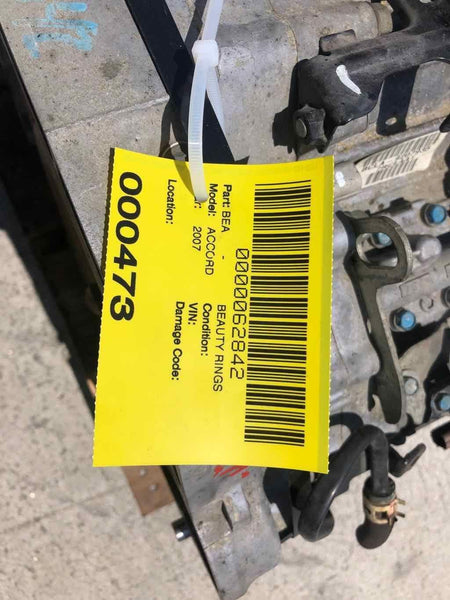 0000062842
Part: BEA - BEAUTY RINGS
Model: ACCORD Condition:
2007 VIN:
Location: Damage Code:
000473